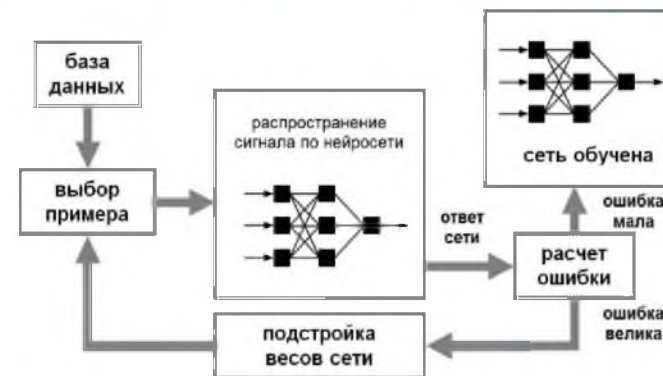 база
данных
выбор
примера
распространение
сигнала по нейросети
ответ
сети
расчет
ошибки
ошибка
мала
сеть обучена
ошибка
велика
подстройка
весов сети